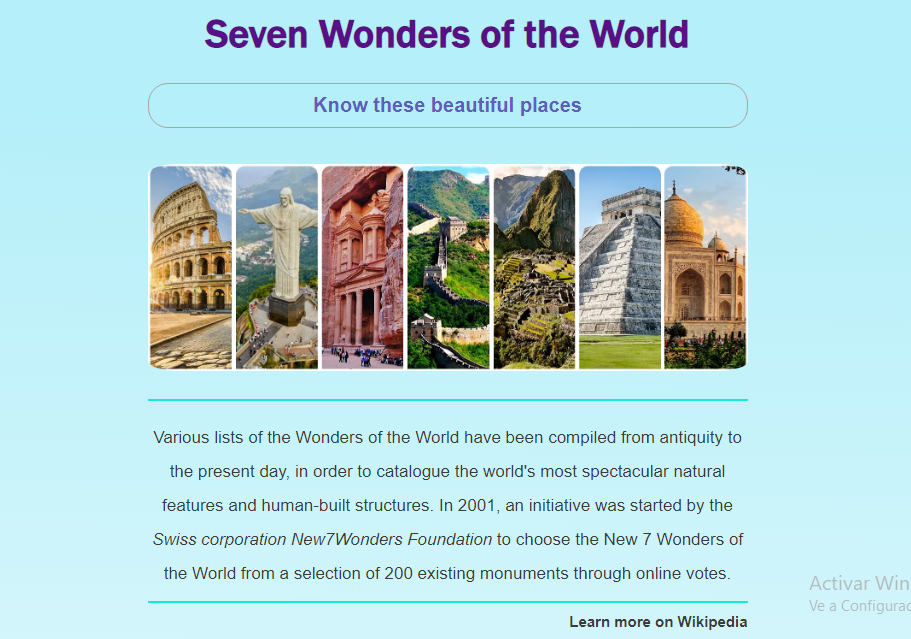 Seven Wonders of the World
Know these beautiful places
Various lists of the Wonders of the World have been compiled from antiquity to
the present day, in order to catalogue the world's most spectacular natural
features and human-built structures. In 2001, an initiative was started by the
Swiss corporation New7Wonders Foundation to choose the New 7 Wonders of
the World from a selection of 200 existing monuments through online votes.
Activar Win
Ve a Configurac
Learn more on Wikipedia